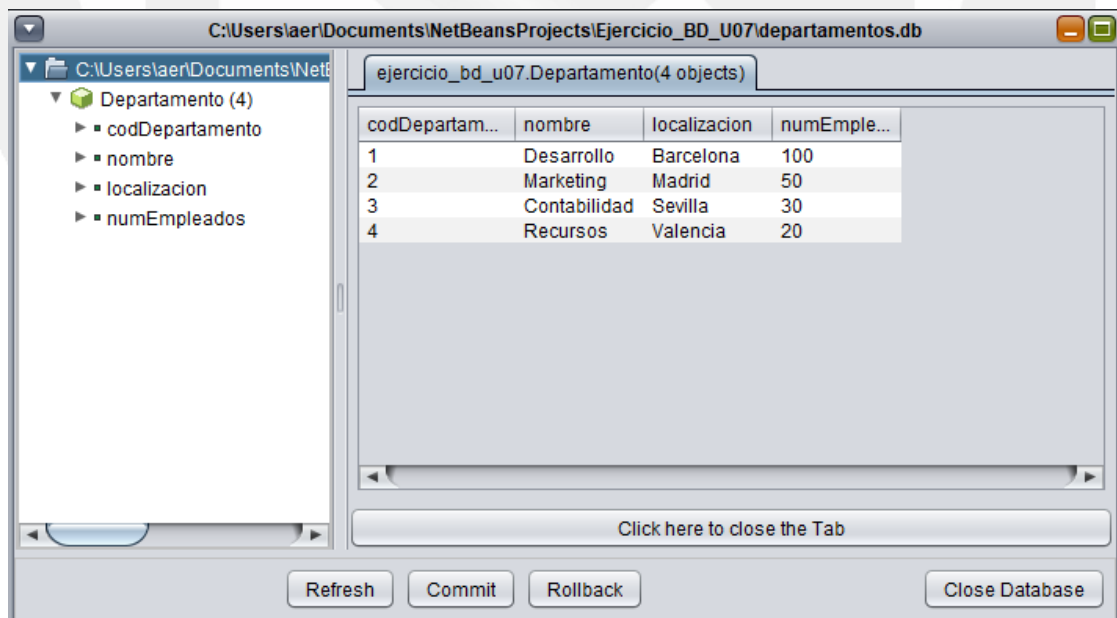 C:\Users\aer\Documents\NetBeansProjects\Ejercicio_BD_U07\departamentos.db
C:\Users\aer\Documents\NetB
Departamento (4)
codDepartamento
nombre
localizacion
numEmpleados
ejercicio_bd_u07.Departamento(4 objects)
codDepartam... nombre localizacion numEmple...
1 Desarrollo Barcelona 100
2 Marketing Madrid 50
3 Contabilidad Sevilla 30
4 Recursos Valencia 20
Click here to close the Tab
Refresh Commit Rollback Close Database